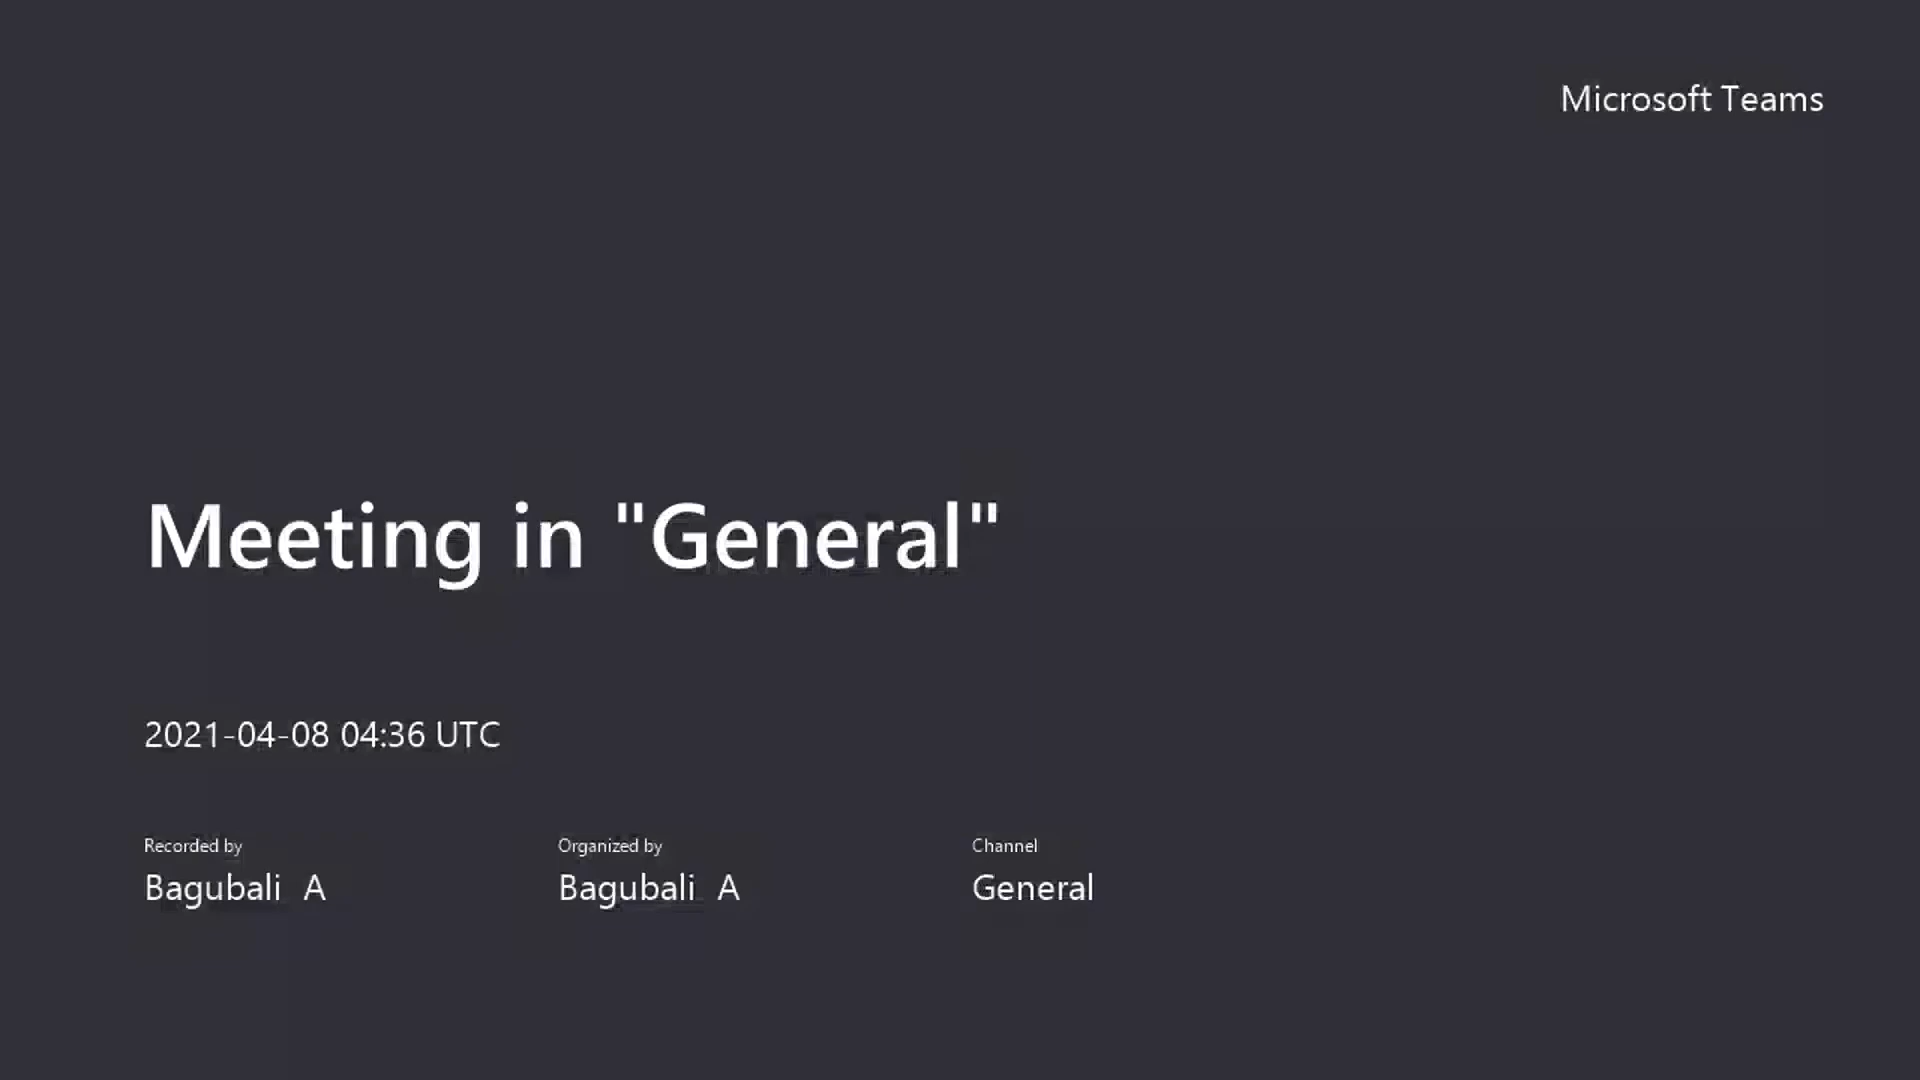 Microsoft Teams
Meeting in "General"
2021-04-08 04:36 UTC
Recorded by
Bagubali  A
Organized by
Bagubali  A
Channel
General